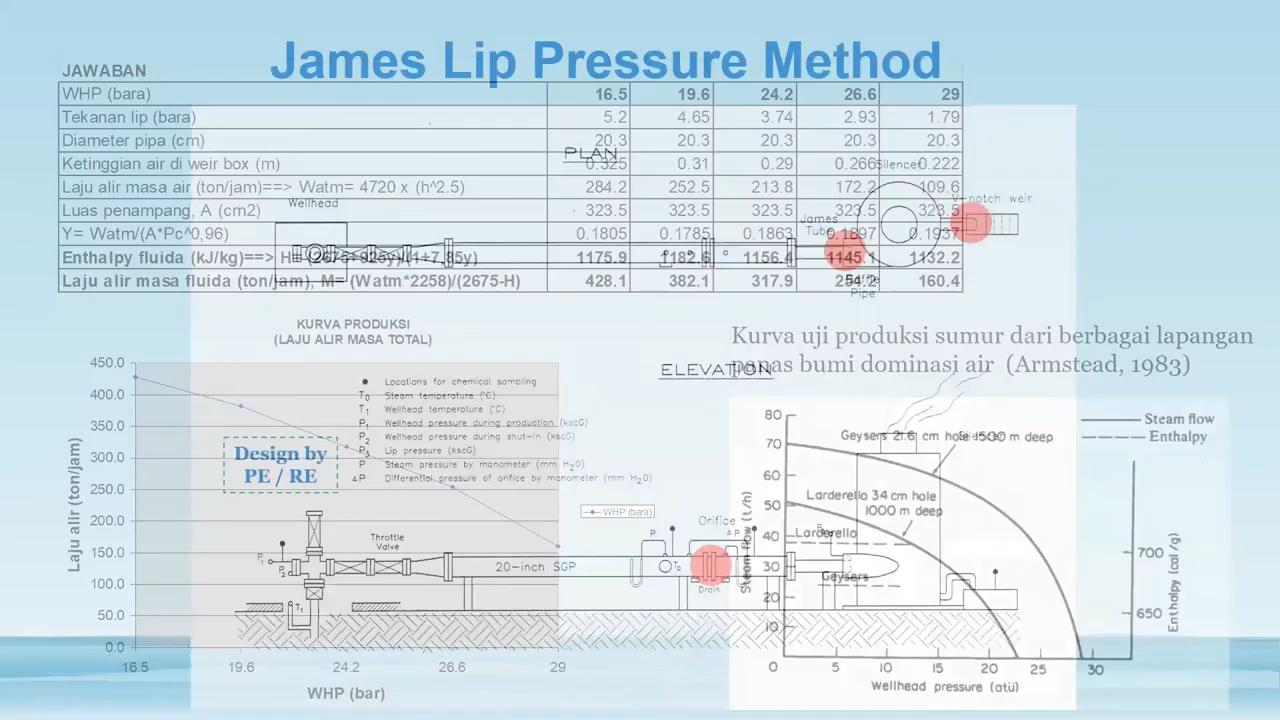 James Lip Pressure Method
JAWABAN
WHP (bara) 16.5 19.6 24.2 26.6 29
Tekanan lip (bara) 5.2 4.65 3.74 2.93 1.79
Diameter pipa (cm) 20.3 20.3 20.3 20.3 20.3
PLAN
Ketinggian air di weir box (m) 0.325 0.31 0.29 0.266 0.222
Silencer
Laju alir masa air (ton/jam)==> Watm= 4720 x (h^2.5) 284.2 252.5 213.8 172.2 109.6
Wellhead
V-notch weir
Luas penampang, A (cm2) 323.5 323.5 323.5 323.5 323.5
James
Tube
Y= Watm/(A*Pc^0,96) 0.1805 0.1785 0.1863 0.1897 0.1937
Enthalpy fluida (kJ/kg)==> H= (2675+925y)/(1+7,85y) 1175.9 1182.6 1156.4 1145.1 1132.2
Laju alir masa fluida (ton/jam), M= (Watm*2258)/(2675-H) 428.1 382.1 317.9 254.2 160.4
Baffle
Pipe
KURVA PRODUKSI
(LAJU ALIR MASA TOTAL)
Kurva uji produksi sumur dari berbagai lapangan
panas bumi dominasi air (Armstead, 1983)
ELEVATION
Locations for chemical sampling
T0 Steam temperature (°C)
T1 Wellhead temperature (°C)
P1 Wellhead pressure during production (kscG)
P2 Wellhead pressure during shut-in (kscG)
P3 Lip pressure (kscG)
P Steam pressure by manometer (mm H2O)
△P Differential pressure of orifice by manometer (mm H2O)
Design by
PE / RE
450.0
400.0
350.0
300.0
250.0
200.0
150.0
100.0
50.0
0.0
Laju alir (ton/jam)
16.5 19.6 24.2 26.6 29
WHP (bar)
WHP (bara)
Throttle
Valve
20-inch SGP
Orifice
P △P
T0
Drain
P1
T1
Steam flow
Enthalpy
Geysers 21.6 cm hole 1500 m deep
Silencer
Larderello 34 cm hole
1000 m deep
Larderello
Geysers
80
70
60
50
40
30
20
10
Steam flow (t/h)
700
650
Enthalpy (cal/g)
0 5 10 15 20 25 30
Wellhead pressure (atü)